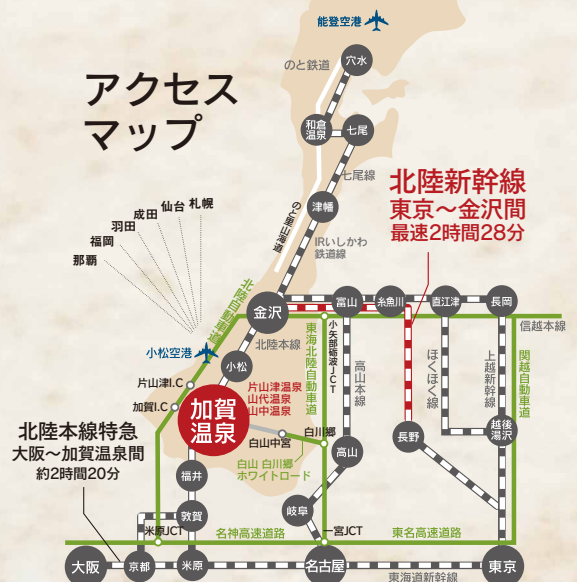 能登空港
のと鉄道
穴水
アクセス
マップ
和倉
温泉
七尾
七尾線
北陸新幹線
東京〜金沢間
最速2時間28分
札幌
仙台
成田
羽田
福岡
那覇
津幡
のと里山海道
IRいしかわ
鉄道線
北陸自動車道
金沢
富山
糸魚川
直江津
長岡
信越本線
小松空港
北陸本線
小松
東海北陸自動車道
小矢部砺波JCT
高山本線
ほくほく線
上越新幹線
関越自動車道
片山津I.C
加賀I.C
加賀
温泉
片山津温泉
山代温泉
山中温泉
白川郷
白山中宮
白山 白川郷
ホワイトロード
高山
長野
越後
湯沢
北陸本線特急
大阪〜加賀温泉間
約2時間20分
福井
敦賀
岐阜
米原JCT
名神高速道路
一宮JCT
東名高速道路
大阪
京都
米原
名古屋
東海道新幹線
東京